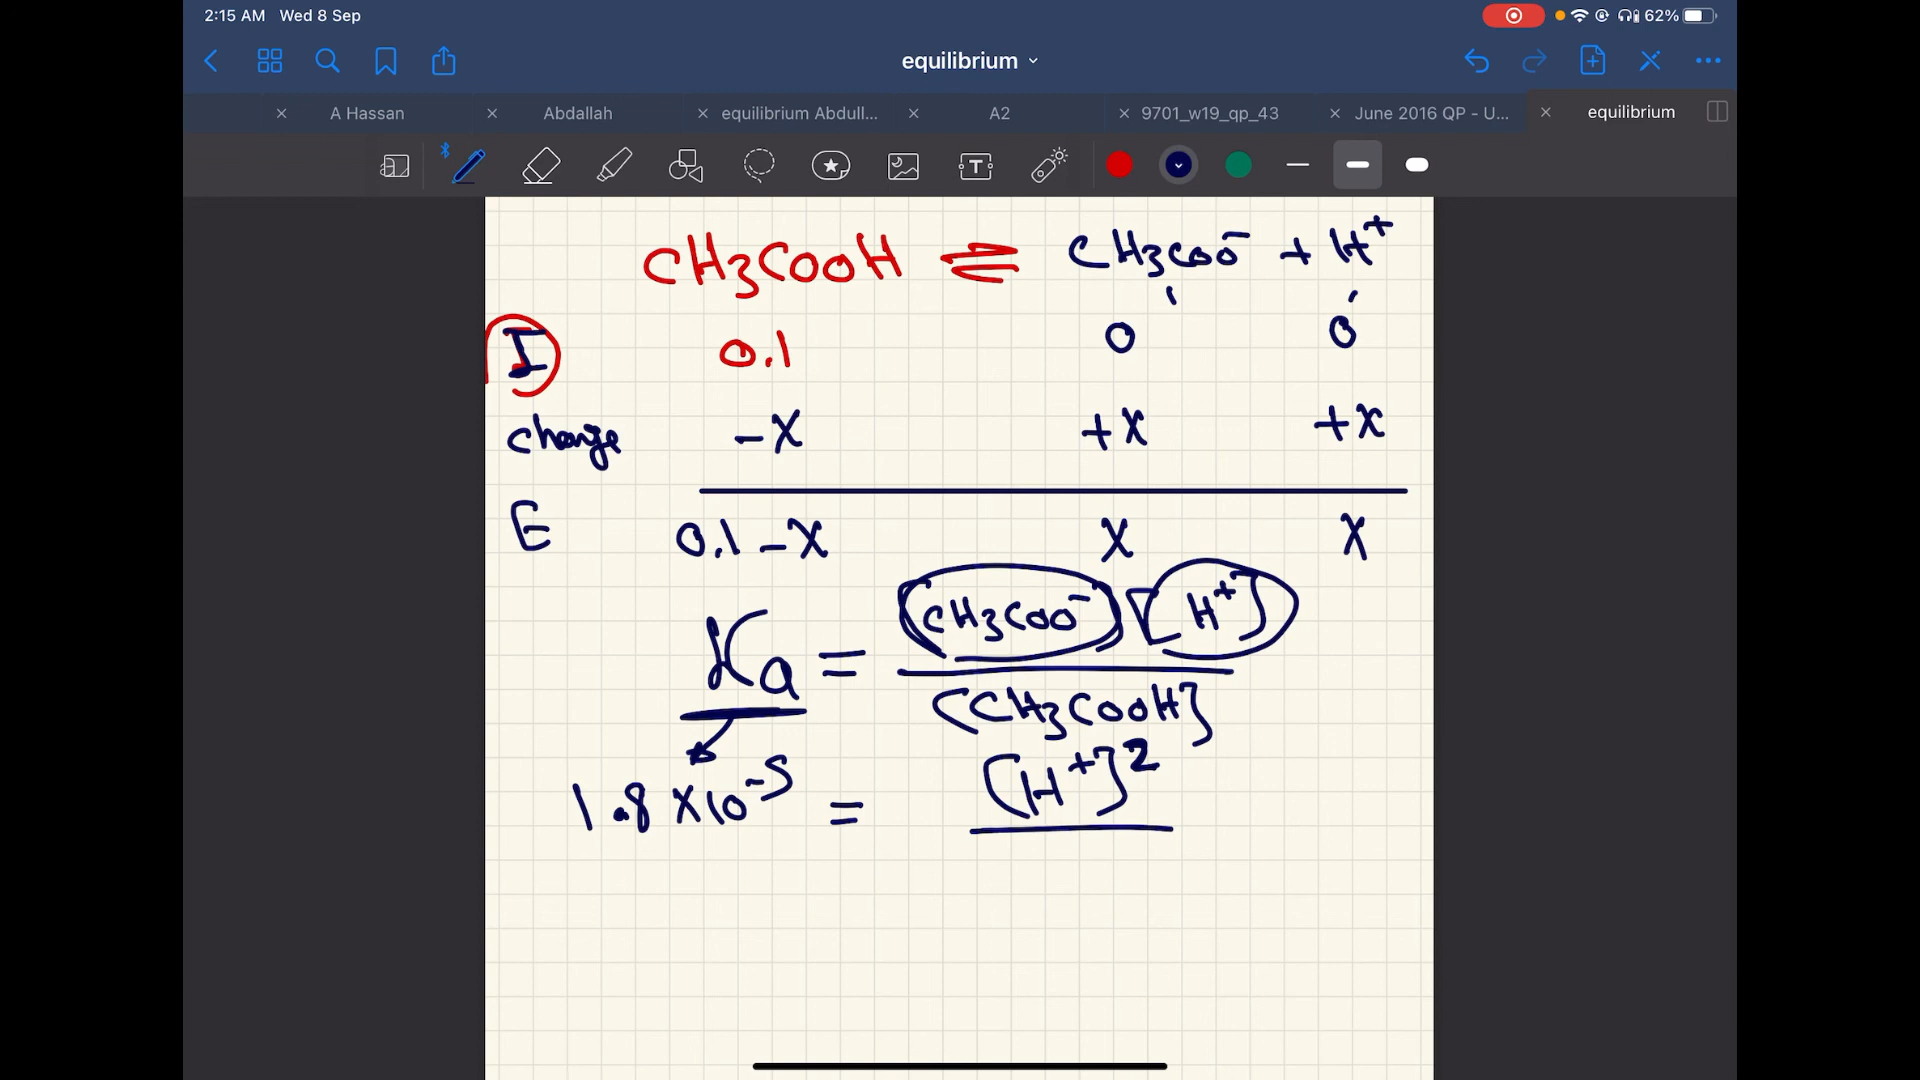 2:15 AM Wed 8 Sep 62%
equilibrium
A Hassan Abdallah equilibrium Abdull... A2 9701_w19_qp_43 June 2016 QP - U... equilibrium
CH3COOH ⇌ CH3COO⁻ + H⁺
I 0.1 0 0
change -x +x +x
E 0.1 - x x x
Ka = [CH3COO⁻] [H⁺]
[CH3COOH]
1.8 x 10⁻⁵ = [H⁺]²